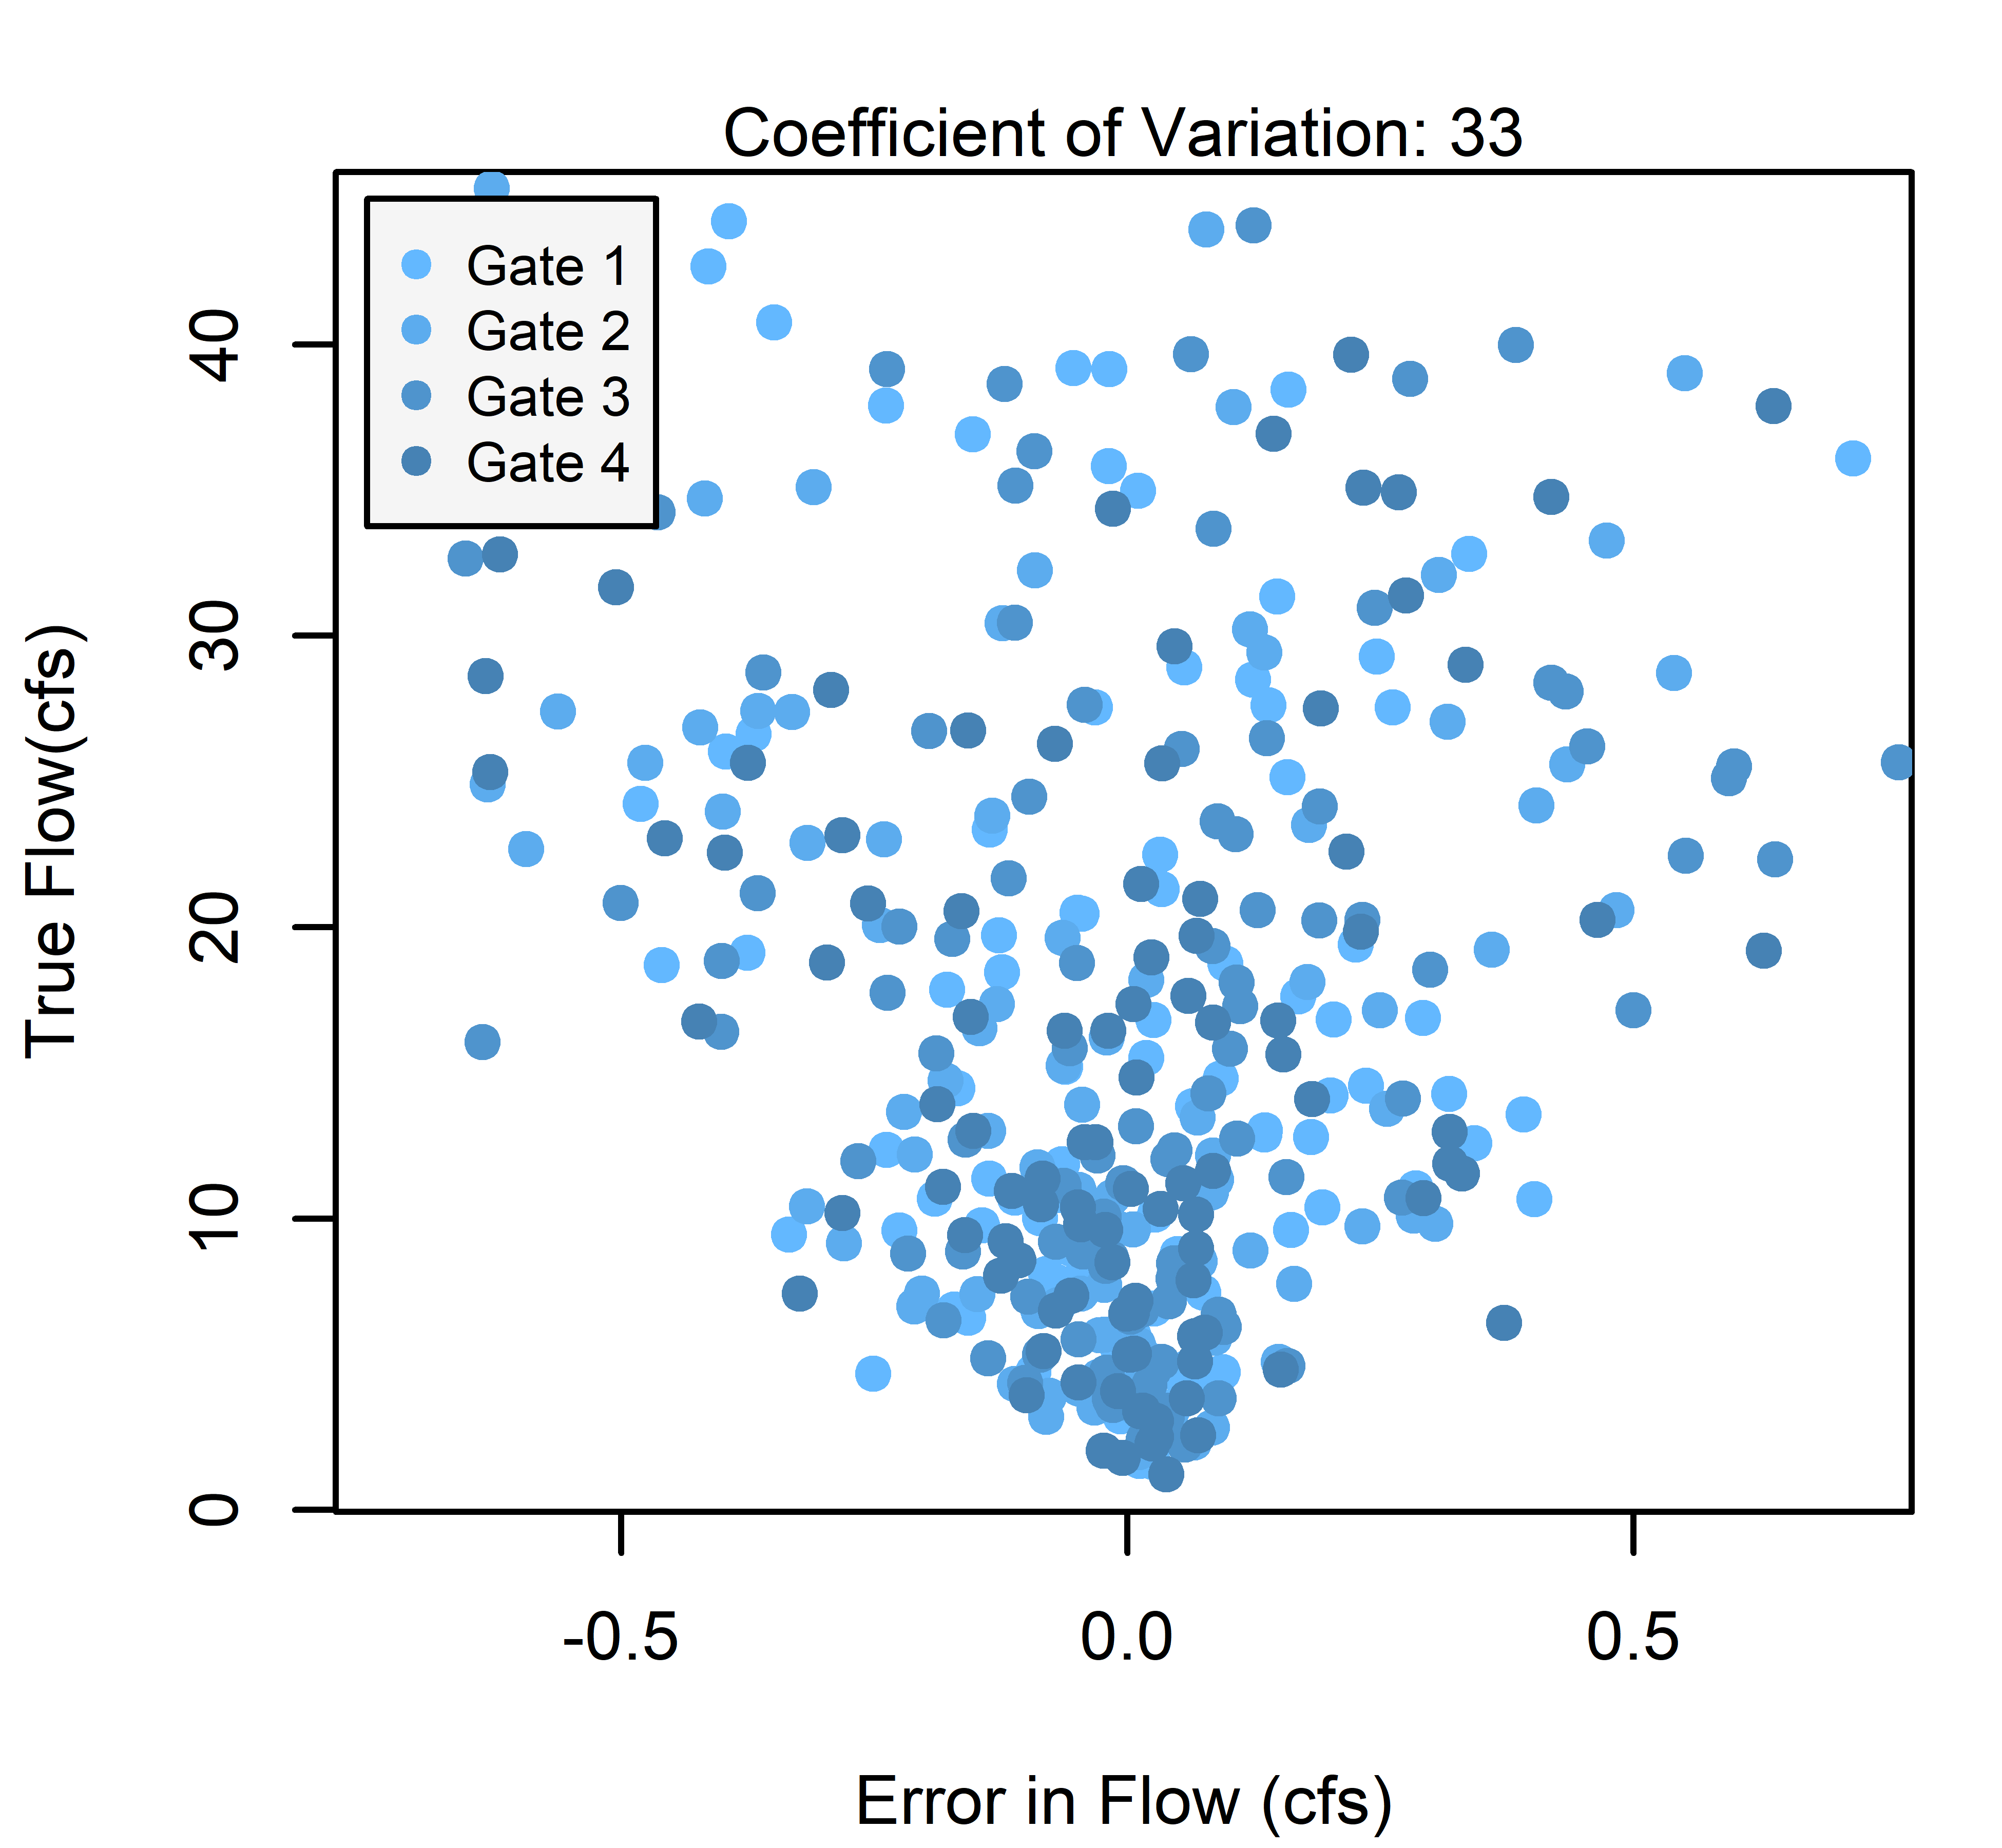 Coefficient of Variation: 33
Gate 1
Gate 2
Gate 3
Gate 4
True Flow(cfs)
40
30
20
10
0
-0.5 0.0 0.5
Error in Flow (cfs)